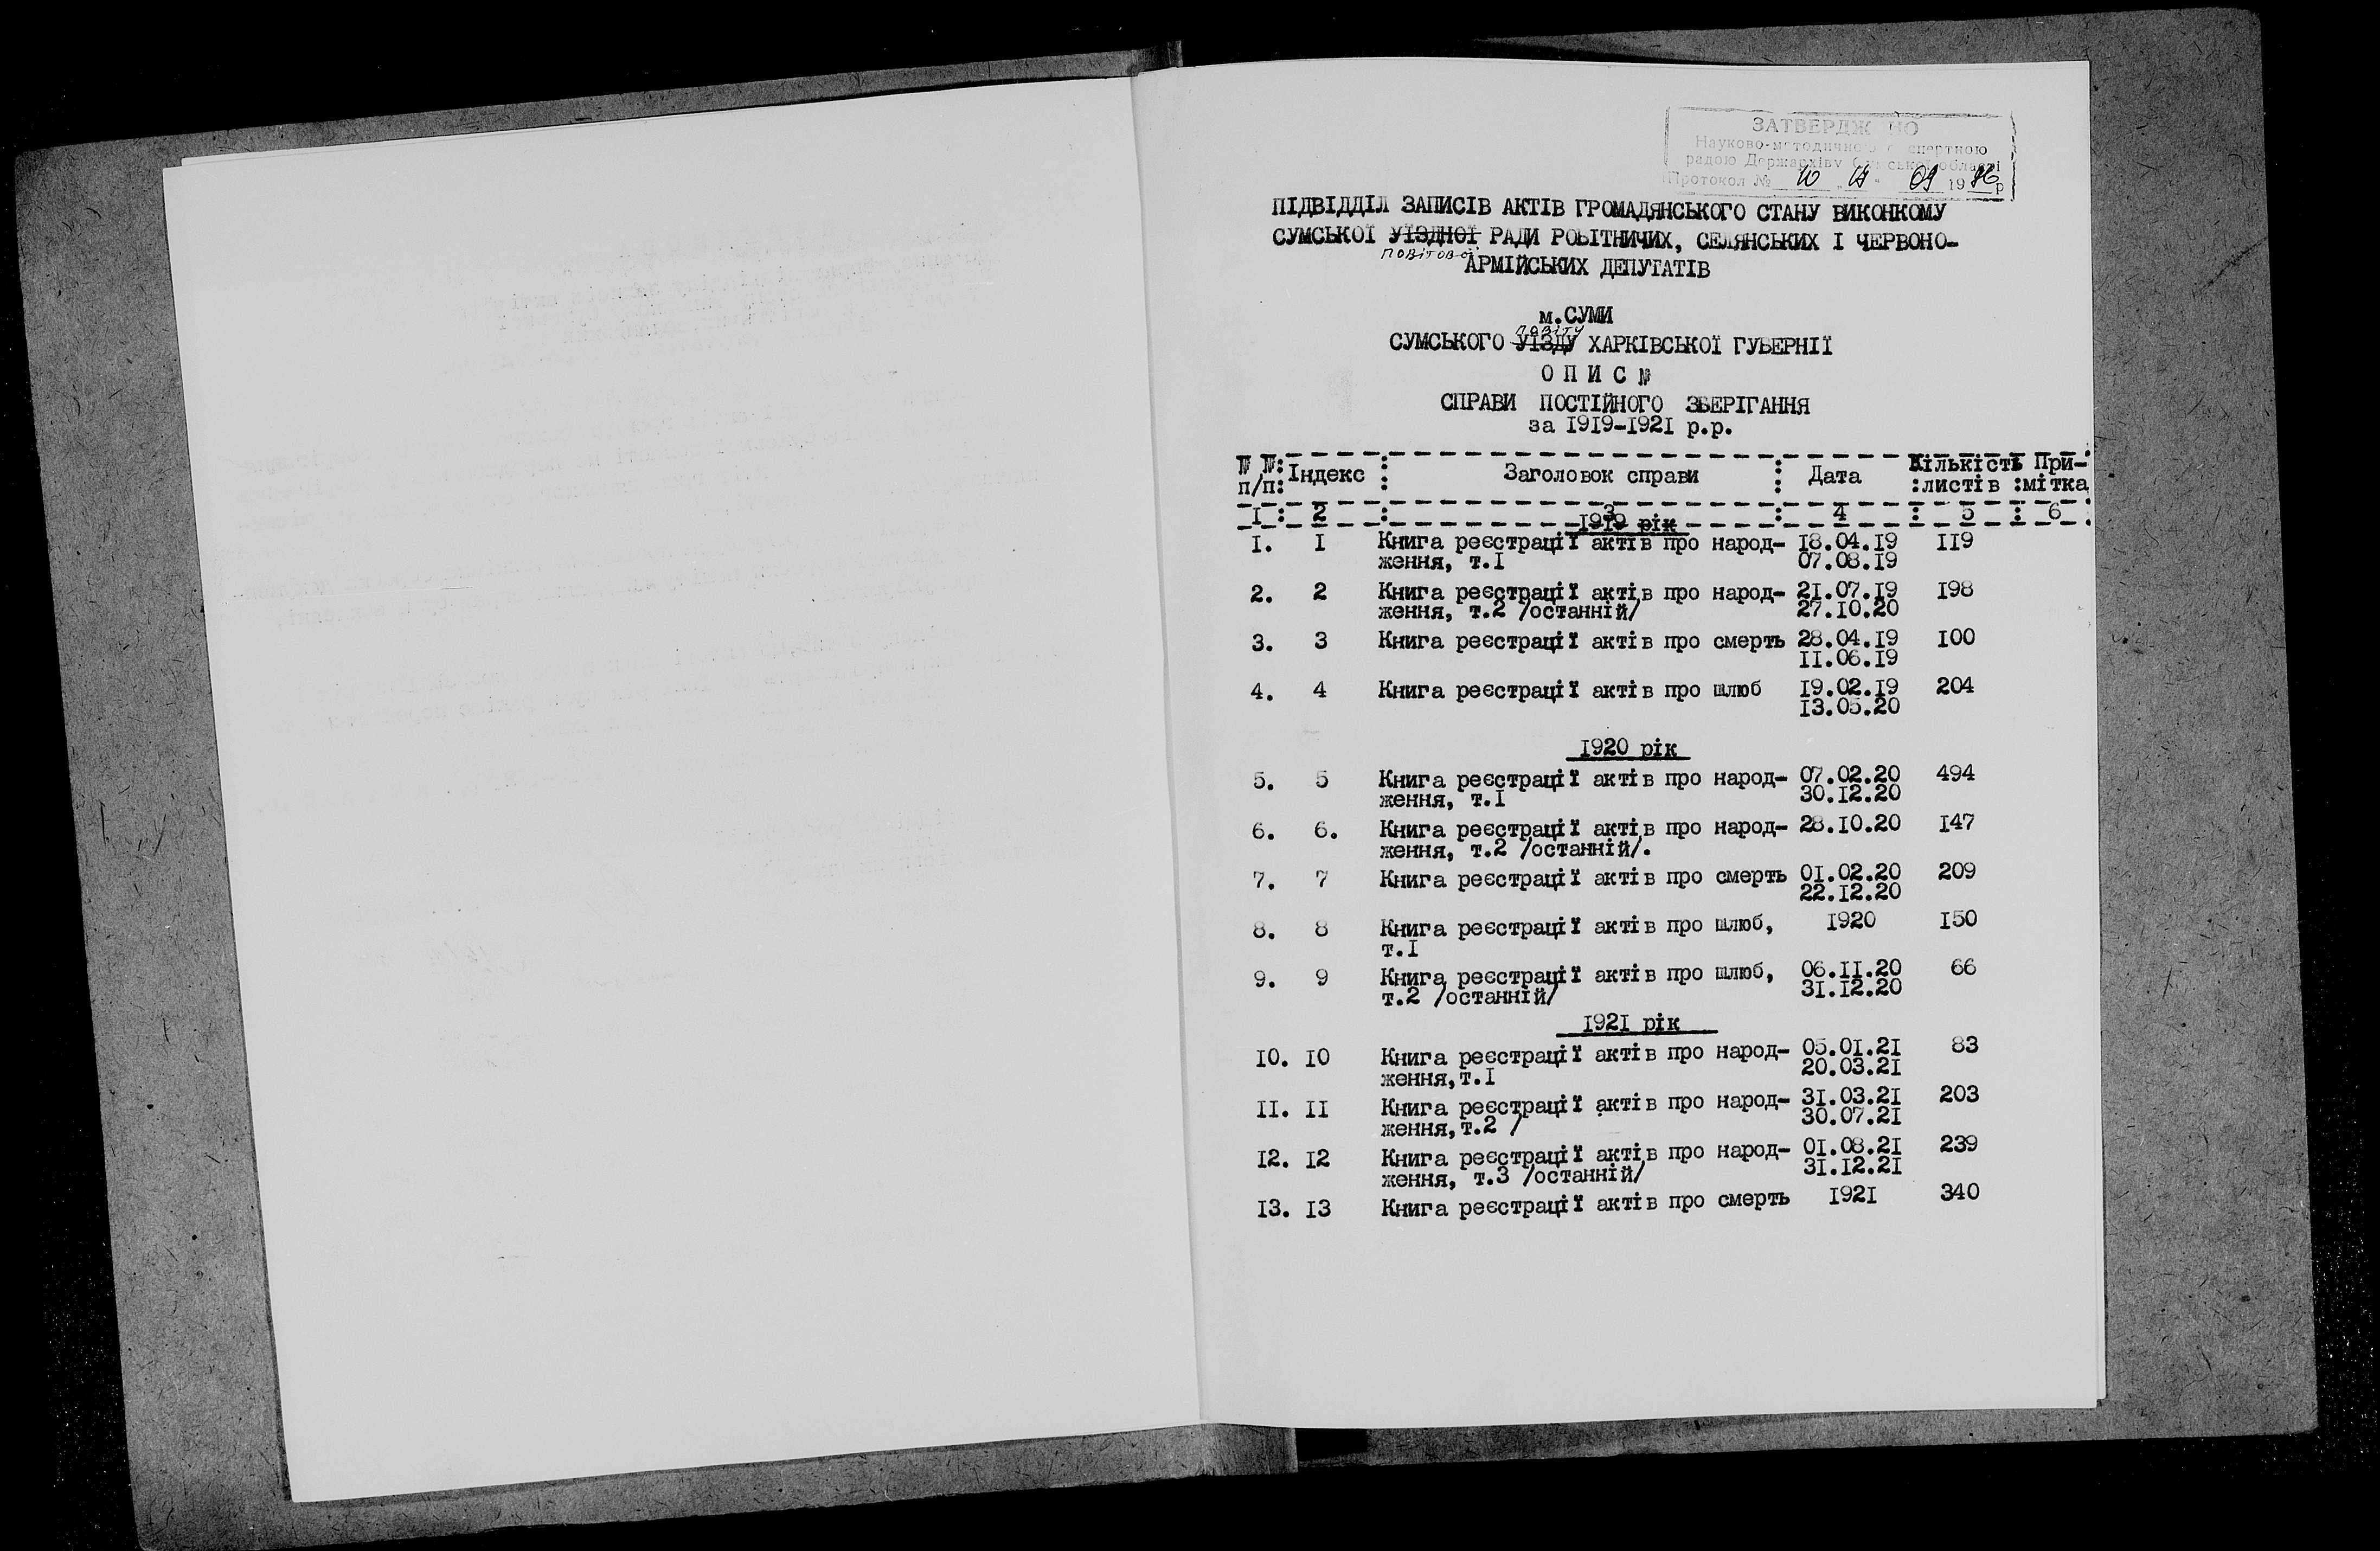 ЗАТВЕРДЖ НО
Науково-методичною експертною
радою Держархіву Сумської області
Протокол № 10 " " 09 1996 р
ПІДВІДДІЛ ЗАПИСІВ АКТІВ ГРОМАДЯНСЬКОГО СТАНУ ВИКОНКОМУ
СУМСЬКОЇ УЇЗДНОЇ РАДИ РОБІТНИЧИХ, СЕЛЯНСЬКИХ І ЧЕРВОНО-
повітової
АРМІЙСЬКИХ ДЕПУТАТІВ
м.СУМИ
повіту
СУМСЬКОГО УЇЗДУ ХАРКІВСЬКОЇ ГУБЕРНІЇ
О П И С №
СПРАВИ ПОСТІЙНОГО ЗБЕРІГАННЯ
за 1919-1921 р.р.
№ №: Індекс : Заголовок справи : Дата : Кількість При-
п/п: : : :листів :мітка
1 : 2 : 3 : 4 : 5 : 6 :
1919 рік
1. 1 Книга реєстрації актів про народ- 18.04.19 119
ження, т.1 07.08.19
2. 2 Книга реєстрації актів про народ- 21.07.19 198
ження, т.2 /останній/ 27.10.20
3. 3 Книга реєстрації актів про смерть 28.04.19 100
11.06.19
4. 4 Книга реєстрації актів про шлюб 19.02.19 204
13.05.20
1920 рік
5. 5 Книга реєстрації актів про народ- 07.02.20 494
ження, т.1 30.12.20
6. 6. Книга реєстрації актів про народ- 28.10.20 147
ження, т.2 /останній/.
7. 7 Книга реєстрації актів про смерть 01.02.20 209
22.12.20
8. 8 Книга реєстрації актів про шлюб, 1920 150
т.1
9. 9 Книга реєстрації актів про шлюб, 06.11.20 66
т.2 /останній/ 31.12.20
1921 рік
10. 10 Книга реєстрації актів про народ- 05.01.21 83
ження,т.1 20.03.21
11. 11 Книга реєстрації актів про народ- 31.03.21 203
ження,т.2 / 30.07.21
12. 12 Книга реєстрації актів про народ- 01.08.21 239
ження, т.3 /останній/ 31.12.21
13. 13 Книга реєстрації актів про смерть 1921 340